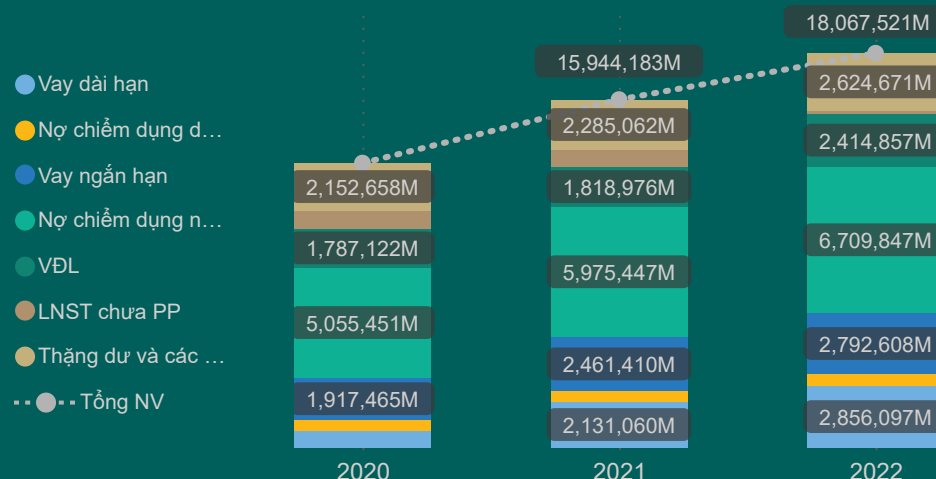 Vay dài hạn
Nợ chiếm dụng d…
Vay ngắn hạn
Nợ chiếm dụng n…
VĐL
LNST chưa PP
Thặng dư và các …
Tổng NV
18,067,521M
15,944,183M
2,152,658M
2,285,062M
2,624,671M
1,787,122M
1,818,976M
2,414,857M
5,055,451M
5,975,447M
6,709,847M
1,917,465M
2,461,410M
2,792,608M
2,131,060M
2,856,097M
2020
2021
2022